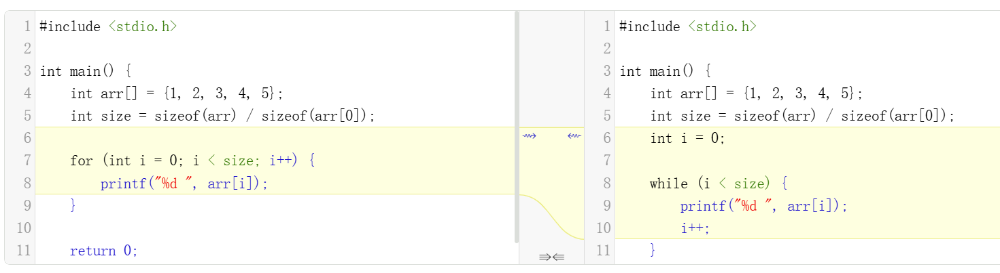 1 #include <stdio.h>
2
3 int main() {
4     int arr[] = {1, 2, 3, 4, 5};
5     int size = sizeof(arr) / sizeof(arr[0]);
6
7     for (int i = 0; i < size; i++) {
8         printf("%d ", arr[i]);
9     }
10
11     return 0;
1 #include <stdio.h>
2
3 int main() {
4     int arr[] = {1, 2, 3, 4, 5};
5     int size = sizeof(arr) / sizeof(arr[0]);
6     int i = 0;
7
8     while (i < size) {
9         printf("%d ", arr[i]);
10         i++;
11     }